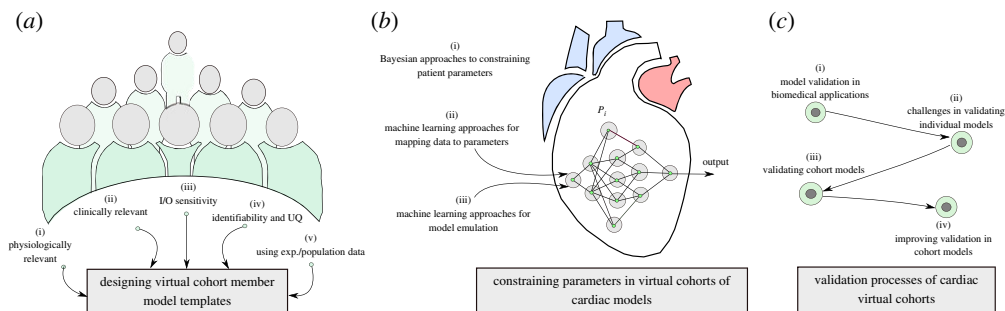 (a)
(i)
physiologically
relevant
(ii)
clinically relevant
(iii)
I/O sensitivity
(iv)
identifiability and UQ
(v)
using exp./population data
designing virtual cohort member
model templates
(b)
(i)
Bayesian approaches to constraining
patient parameters
(ii)
machine learning approaches for
mapping data to parameters
(iii)
machine learning approaches for
model emulation
Pi
output
constraining parameters in virtual cohorts of
cardiac models
(c)
(i)
model validation in
biomedical applications
(ii)
challenges in validating
individual models
(iii)
validating cohort models
(iv)
improving validation in
cohort models
validation processes of cardiac
virtual cohorts